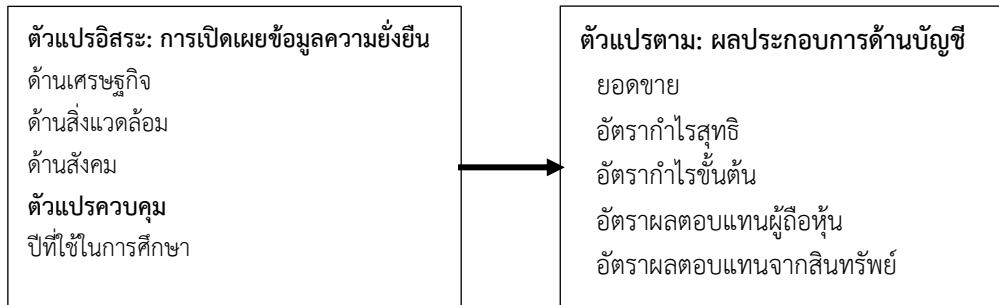 ตัวแปรอิสระ: การเปิดเผยข้อมูลความยั่งยืน
ด้านเศรษฐกิจ
ด้านสิ่งแวดล้อม
ด้านสังคม
ตัวแปรควบคุม
ปีที่ใช้ในการศึกษา
ตัวแปรตาม: ผลประกอบการด้านบัญชี
ยอดขาย
อัตรากำไรสุทธิ
อัตรากำไรขั้นต้น
อัตราผลตอบแทนผู้ถือหุ้น
อัตราผลตอบแทนจากสินทรัพย์